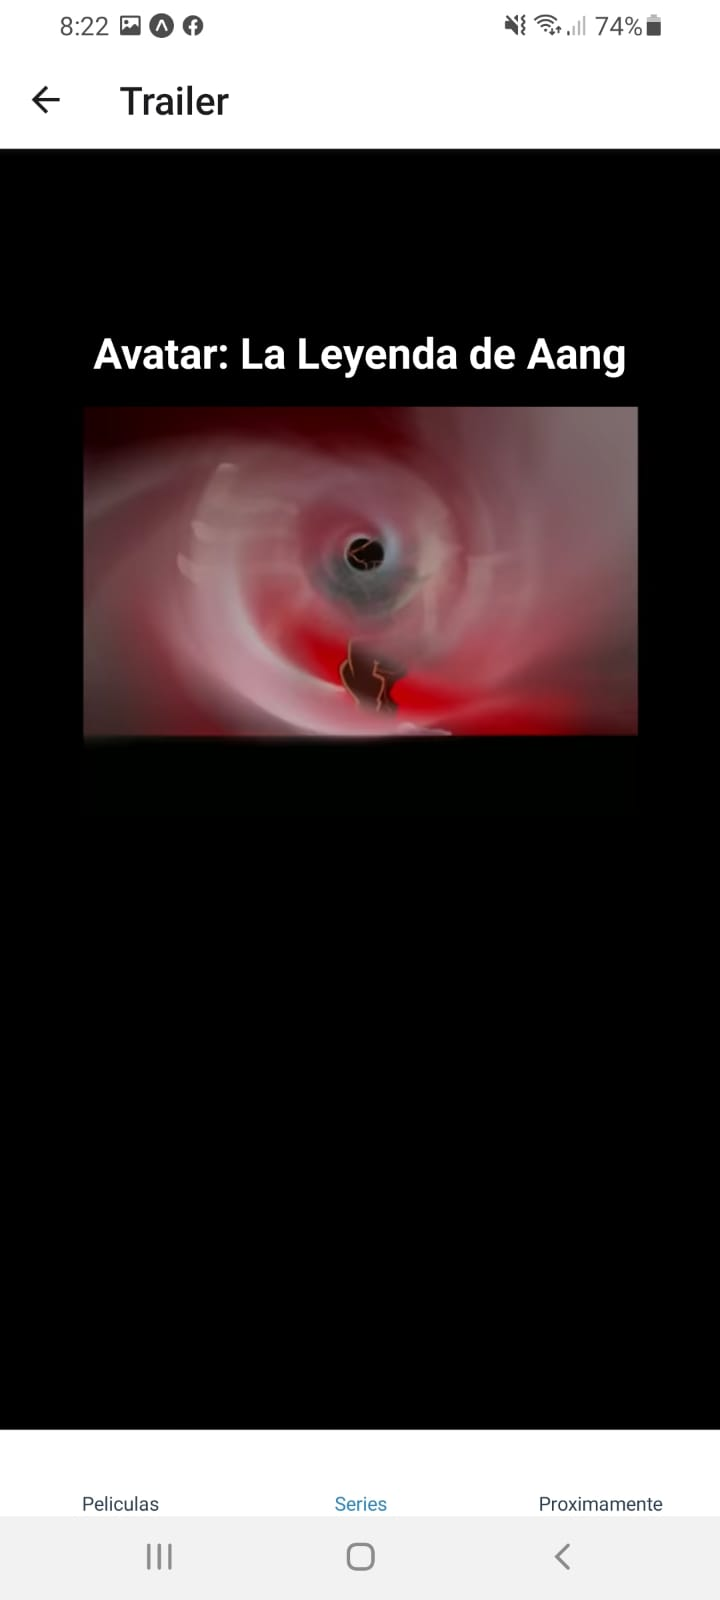 8:22 74%
Trailer
Avatar: La Leyenda de Aang
Peliculas Series Proximamente